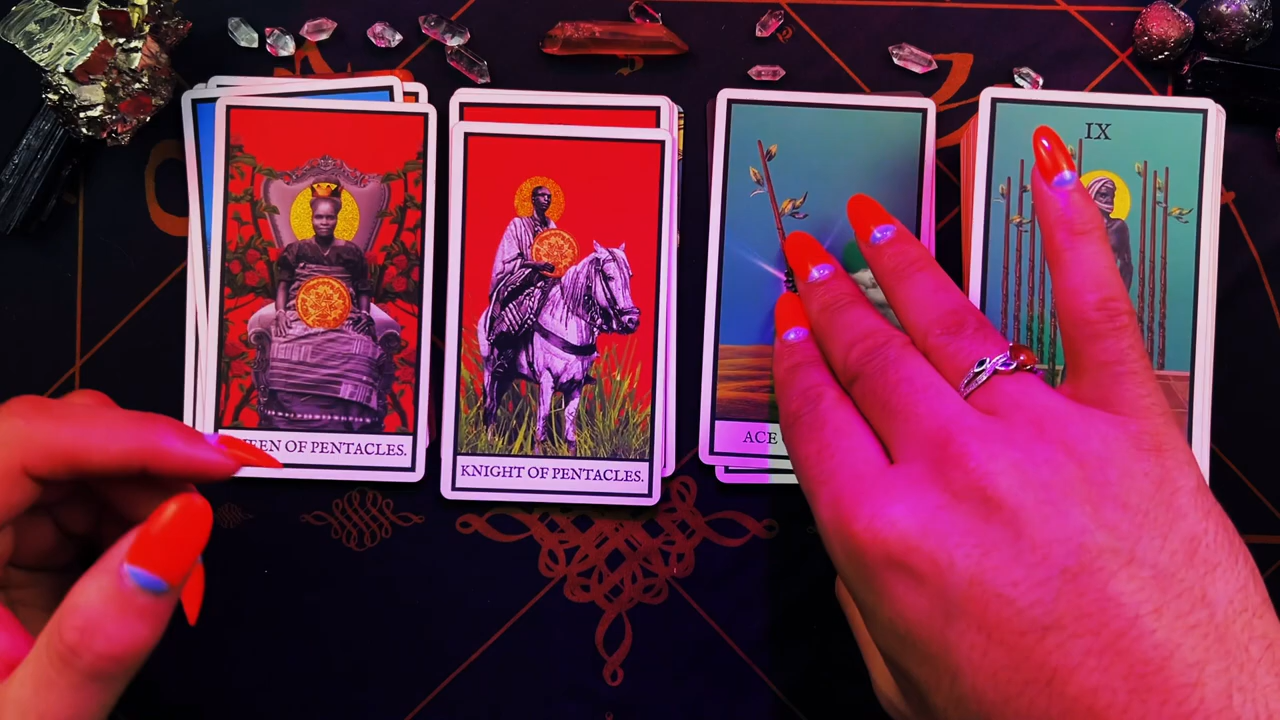 IX
EEN OF PENTACLES.
KNIGHT OF PENTACLES.
ACE